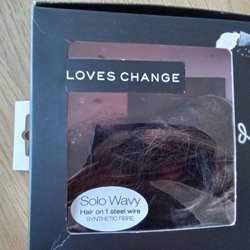 LOVES CHANGE
Solo Wavy
Hair on 1 steel wire
SYNTHETIC FIBRE